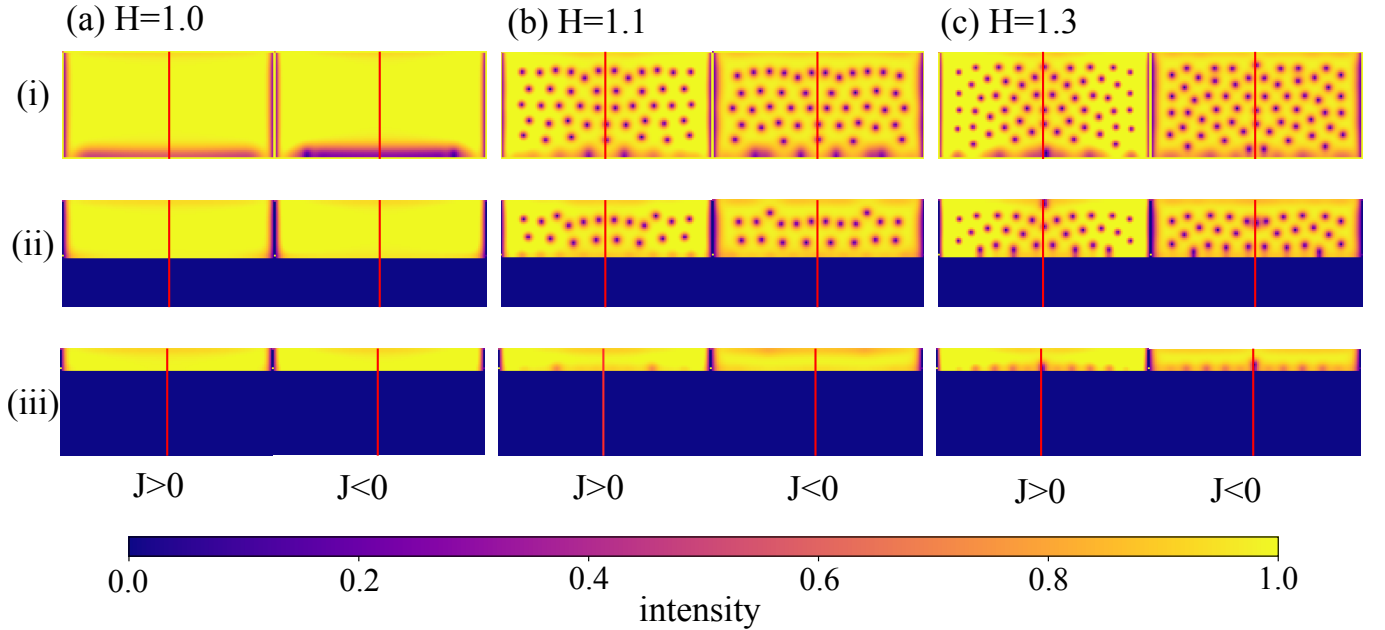 (a) H=1.0 (b) H=1.1 (c) H=1.3
(i)
(ii)
(iii)
J>0 J<0 J>0 J<0 J>0 J<0
0.0 0.2 0.4 0.6 0.8 1.0
intensity